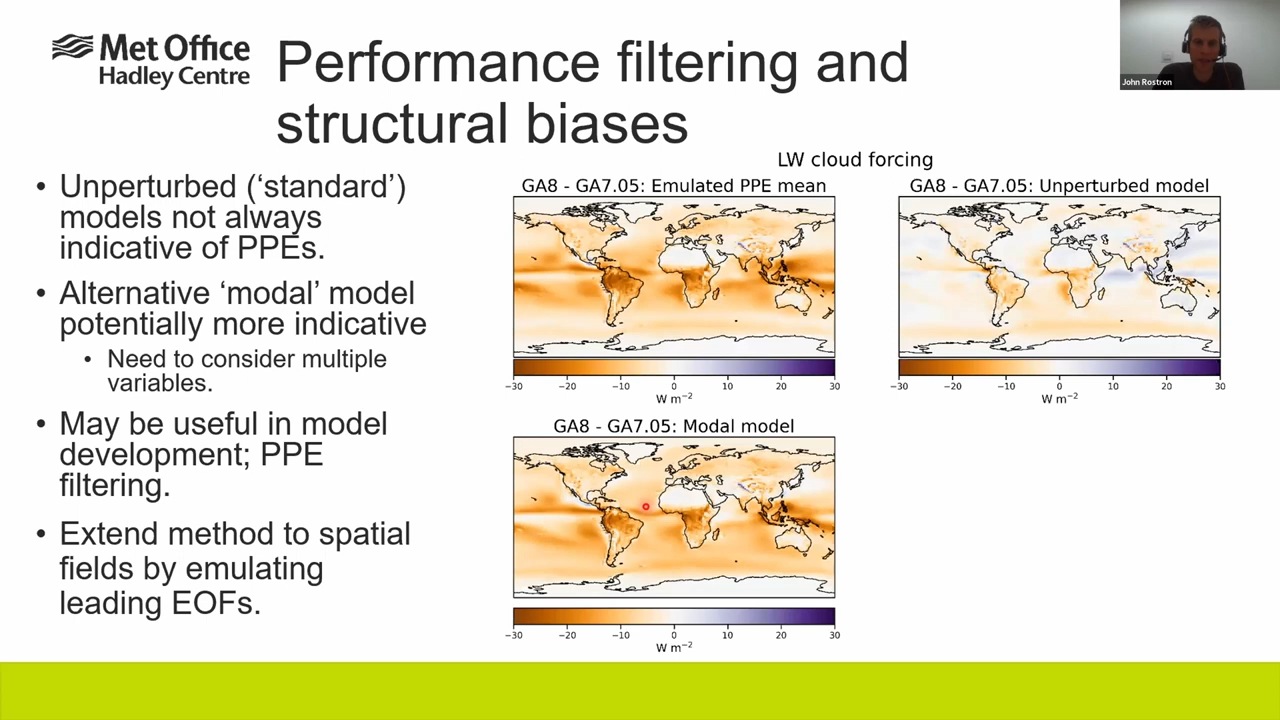 Met Office
Hadley Centre
Performance filtering and
structural biases
John Rostron
• Unperturbed (‘standard’)
models not always
indicative of PPEs.
• Alternative ‘modal’ model
potentially more indicative
• Need to consider multiple
variables.
• May be useful in model
development; PPE
filtering.
• Extend method to spatial
fields by emulating
leading EOFs.
LW cloud forcing
GA8 - GA7.05: Emulated PPE mean
−30 −20 −10 0 10 20 30
W m⁻²
GA8 - GA7.05: Unperturbed model
−30 −20 −10 0 10 20 30
W m⁻²
GA8 - GA7.05: Modal model
−30 −20 −10 0 10 20 30
W m⁻²